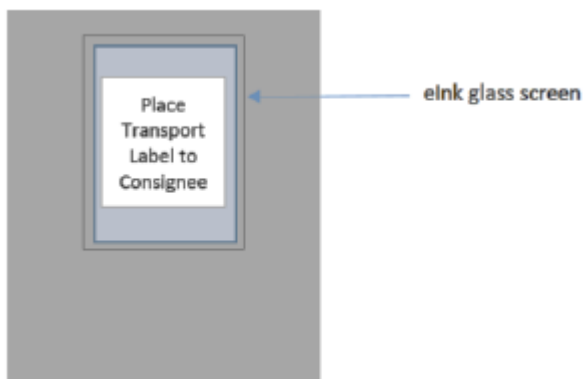 Place
Transport
Label to
Consignee
eInk glass screen